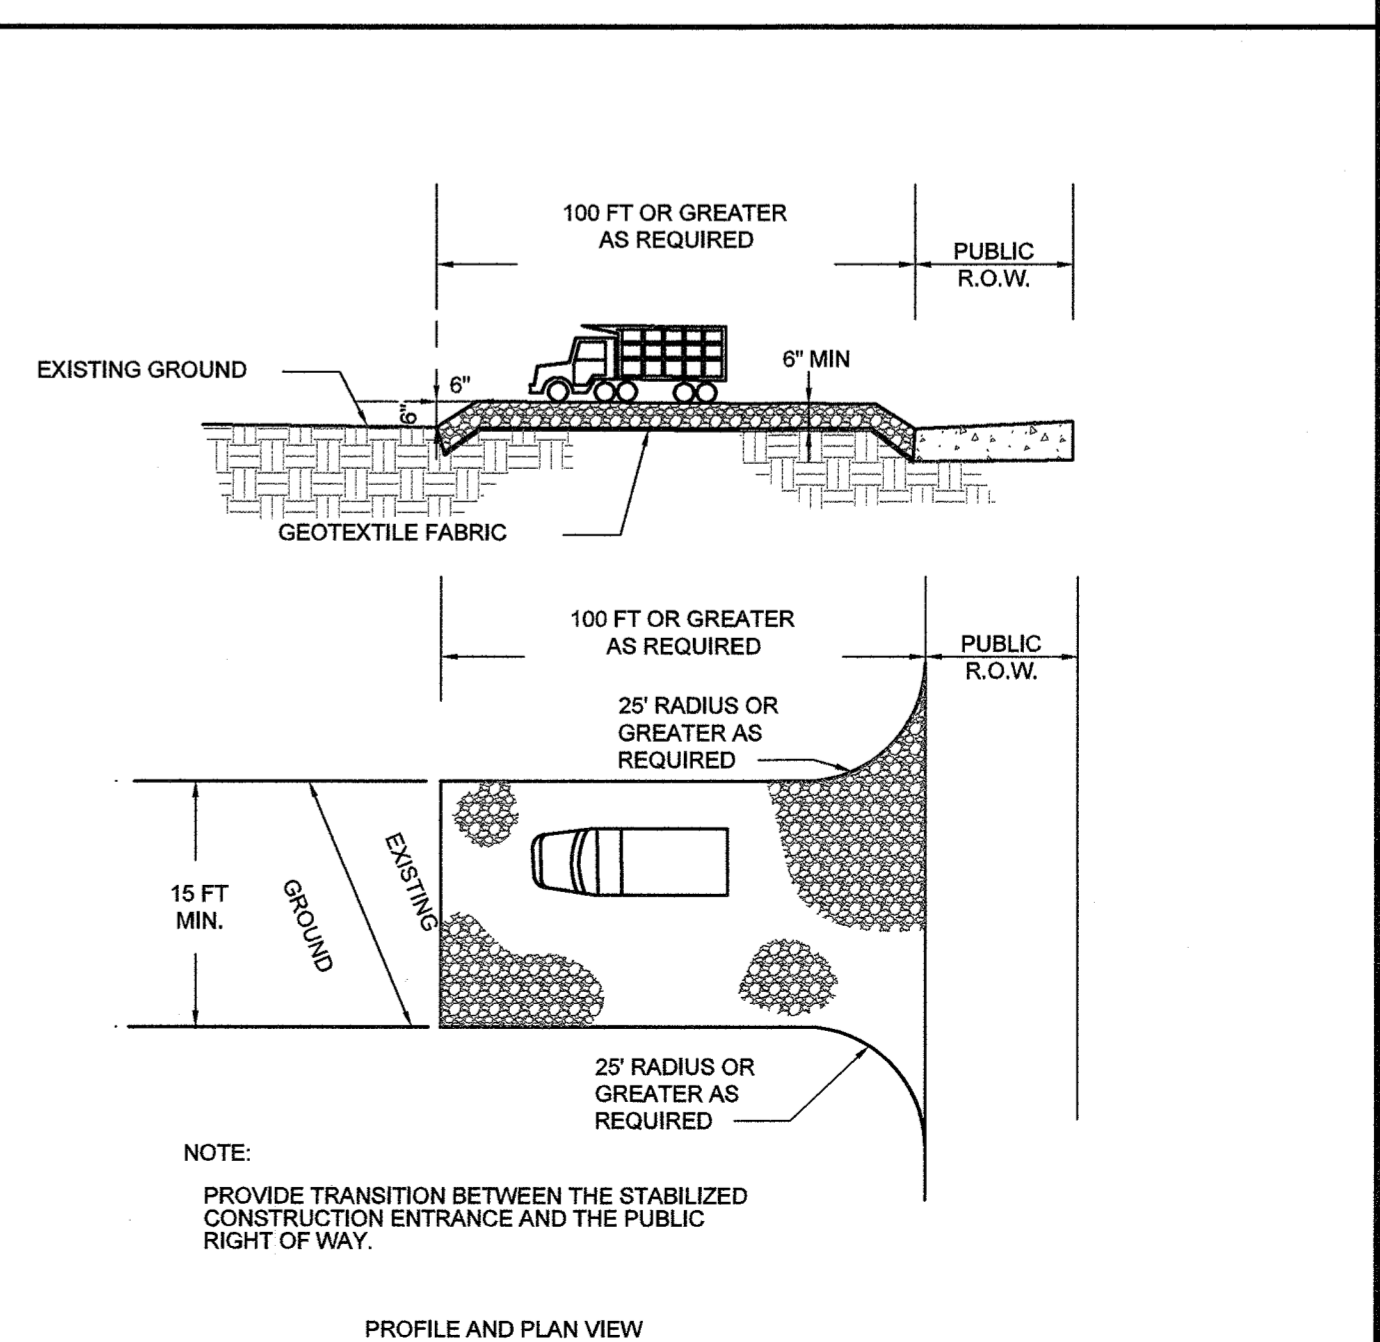 100 FT OR GREATER
AS REQUIRED
PUBLIC
R.O.W.
EXISTING GROUND
6"
6"
6" MIN
GEOTEXTILE FABRIC
100 FT OR GREATER
AS REQUIRED
PUBLIC
R.O.W.
25' RADIUS OR
GREATER AS
REQUIRED
15 FT
MIN.
EXISTING
GROUND
25' RADIUS OR
GREATER AS
REQUIRED
NOTE:
PROVIDE TRANSITION BETWEEN THE STABILIZED
CONSTRUCTION ENTRANCE AND THE PUBLIC
RIGHT OF WAY.
PROFILE AND PLAN VIEW